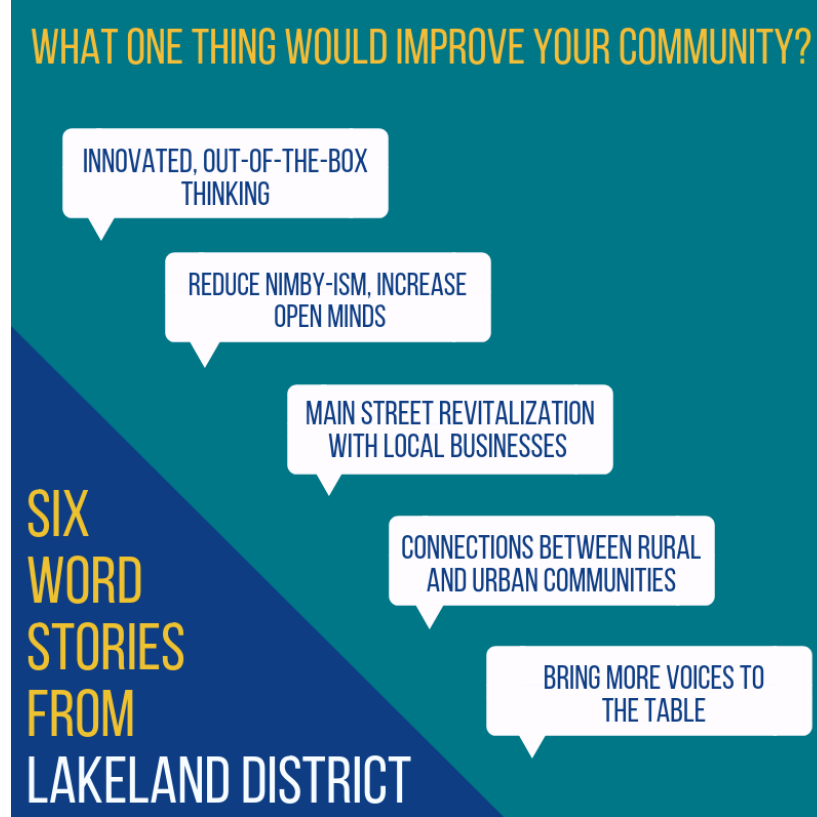 WHAT ONE THING WOULD IMPROVE YOUR COMMUNITY?
INNOVATED, OUT-OF-THE-BOX
THINKING
REDUCE NIMBY-ISM, INCREASE
OPEN MINDS
MAIN STREET REVITALIZATION
WITH LOCAL BUSINESSES
CONNECTIONS BETWEEN RURAL
AND URBAN COMMUNITIES
BRING MORE VOICES TO
THE TABLE
SIX
WORD
STORIES
FROM
LAKELAND DISTRICT